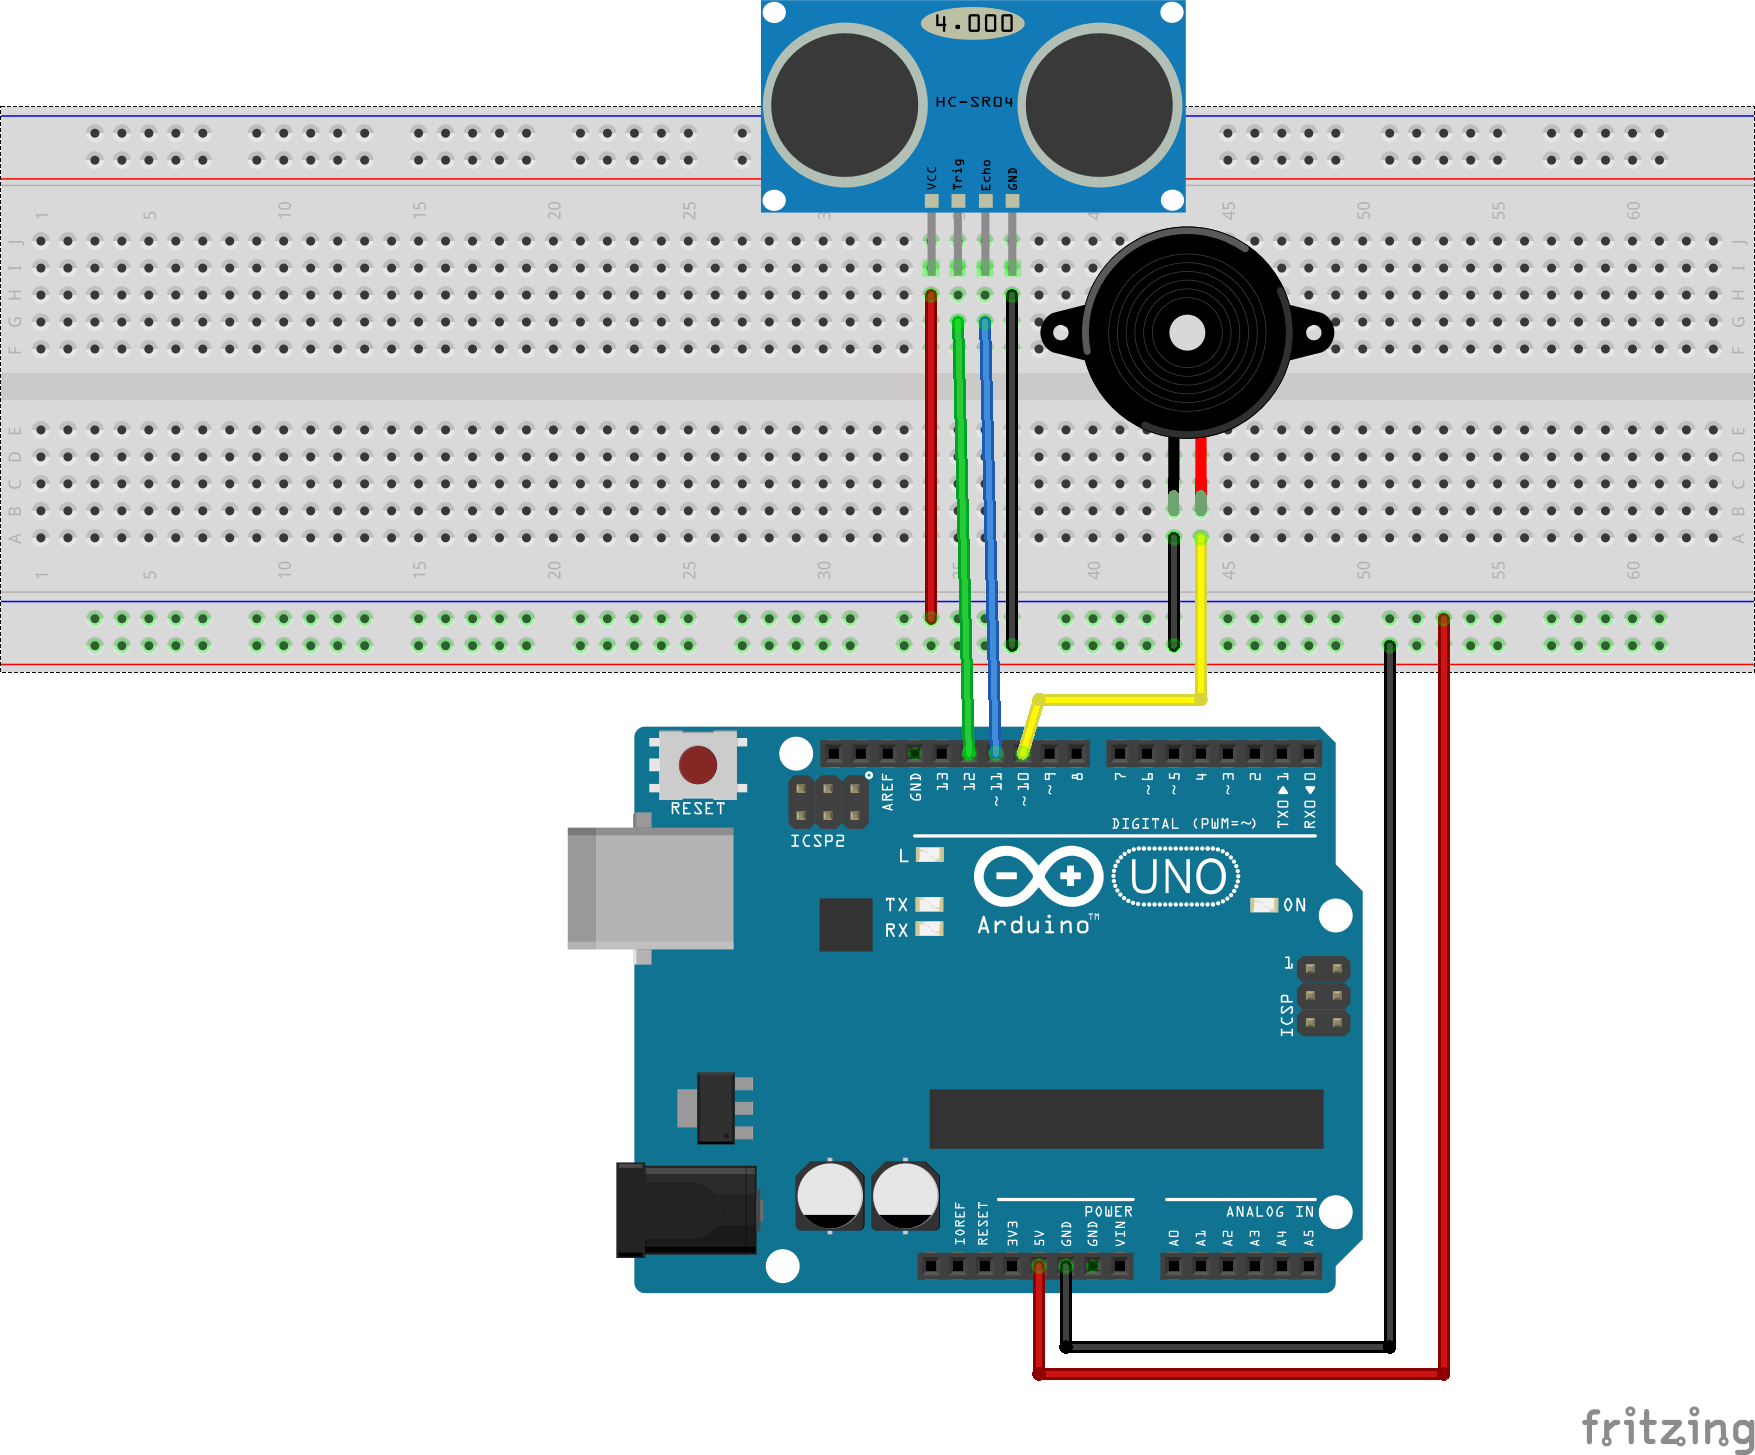 4.000
HC-SR04
VCC Trig Echo GND
1 5 10 15 20 25 3 4 45 50 55 60
J J
I I
H H
G G
F F
E E
D D
C C
B B
A A
1 5 10 15 20 25 30 35 40 45 50 55 60
RESET
AREF GND 13 12 ~11 ~10 ~9 8 7 ~6 ~5 4 ~3 2 TX0▶1 RX0◀0
ICSP2
DIGITAL (PWM=~)
L
UNO
TX
ON
RX
Arduino™
1
ICSP
POWER
ANALOG IN
IOREF RESET 3V3 5V GND GND VIN A0 A1 A2 A3 A4 A5
fritzing